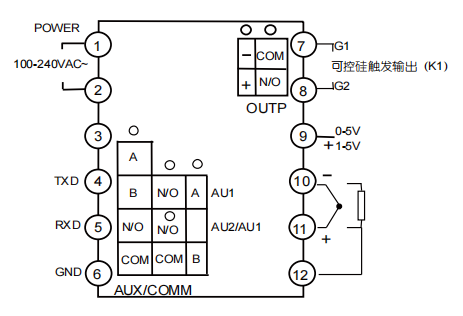 POWER
100-240VAC~
1
2
3
TXD 4
RXD 5
GND 6
A
B N/O A AU1
N/O N/O AU2/AU1
COM COM B
AUX/COMM
− COM
+ N/O
OUTP
7 G1
可控硅触发输出 (K1)
8 G2
9 0-5V
+ 1-5V
10 −
11 +
12